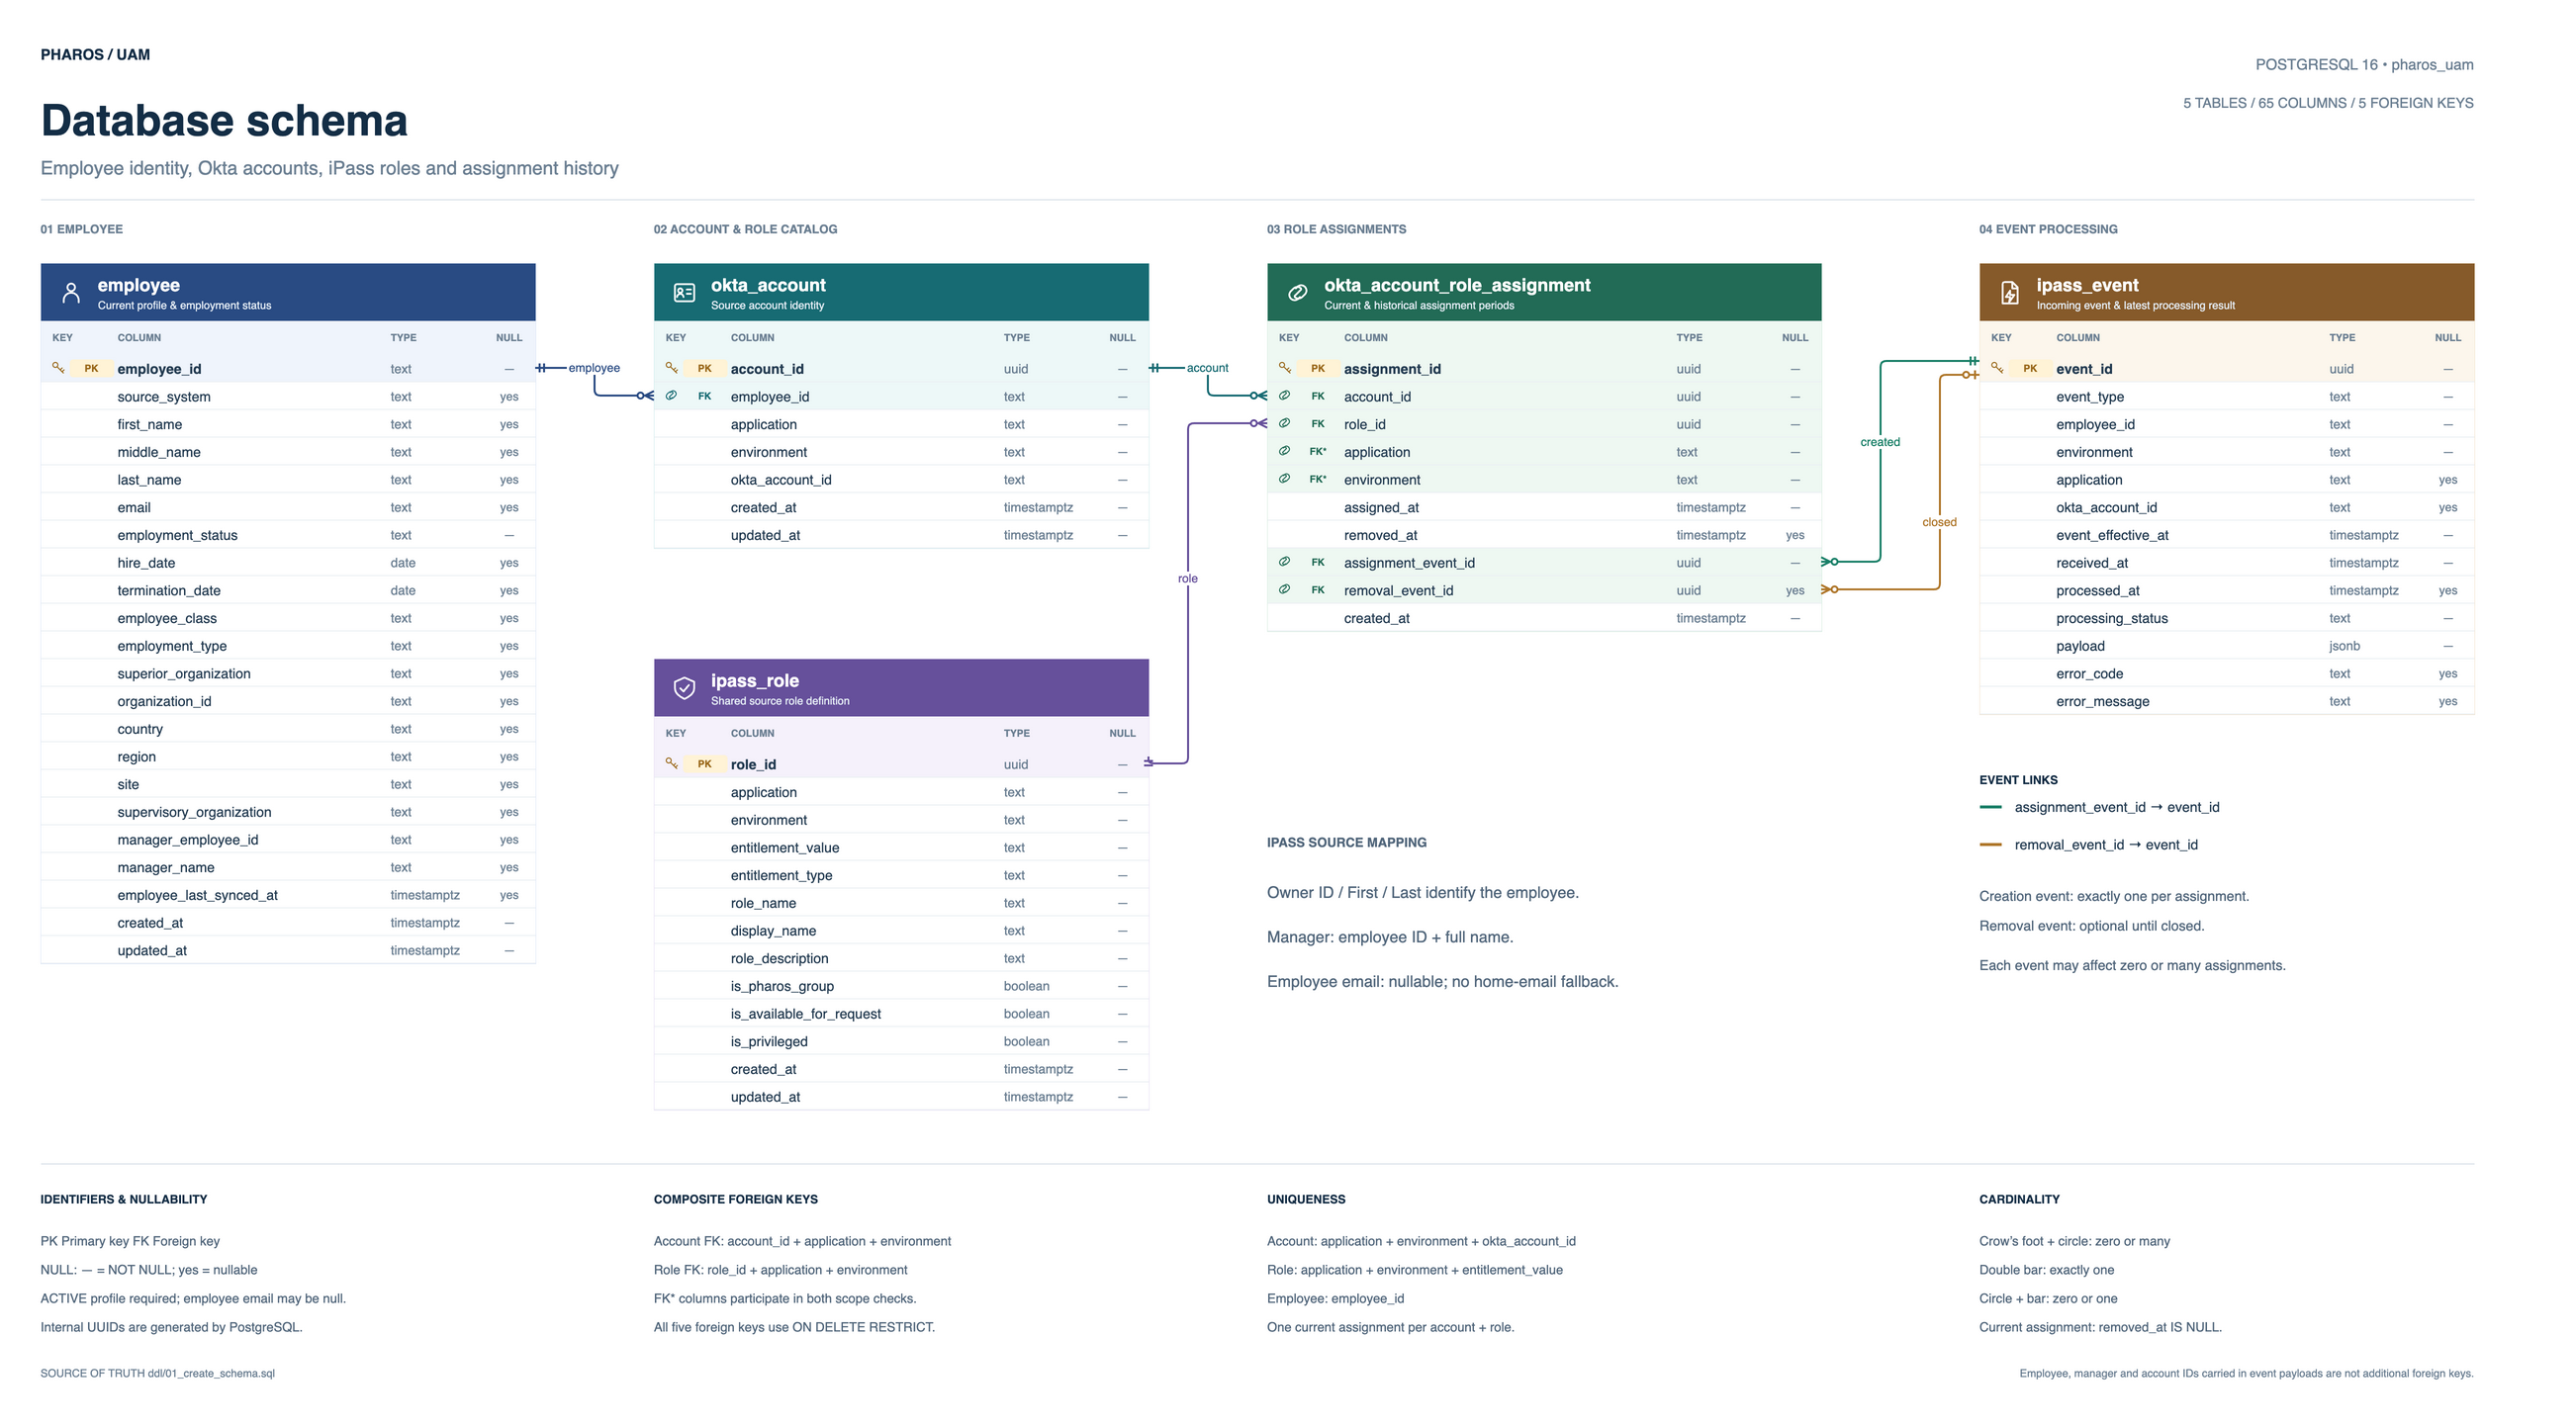 PHAROS / UAM
POSTGRESQL 16 • pharos_uam
Database schema
5 TABLES / 65 COLUMNS / 5 FOREIGN KEYS
Employee identity, Okta accounts, iPass roles and assignment history
01 EMPLOYEE
employee
Current profile & employment status
KEY COLUMN TYPE NULL
PK employee_id text —
source_system text yes
first_name text yes
middle_name text yes
last_name text yes
email text yes
employment_status text —
hire_date date yes
termination_date date yes
employee_class text yes
employment_type text yes
superior_organization text yes
organization_id text yes
country text yes
region text yes
site text yes
supervisory_organization text yes
manager_employee_id text yes
manager_name text yes
employee_last_synced_at timestamptz yes
created_at timestamptz —
updated_at timestamptz —
employee
02 ACCOUNT & ROLE CATALOG
okta_account
Source account identity
KEY COLUMN TYPE NULL
PK account_id uuid —
FK employee_id text —
application text —
environment text —
okta_account_id text —
created_at timestamptz —
updated_at timestamptz —
account
role
ipass_role
Shared source role definition
KEY COLUMN TYPE NULL
PK role_id uuid —
application text —
environment text —
entitlement_value text —
entitlement_type text —
role_name text —
display_name text —
role_description text —
is_pharos_group boolean —
is_available_for_request boolean —
is_privileged boolean —
created_at timestamptz —
updated_at timestamptz —
03 ROLE ASSIGNMENTS
okta_account_role_assignment
Current & historical assignment periods
KEY COLUMN TYPE NULL
PK assignment_id uuid —
FK account_id uuid —
FK role_id uuid —
FK* application text —
FK* environment text —
assigned_at timestamptz —
removed_at timestamptz yes
FK assignment_event_id uuid —
FK removal_event_id uuid yes
created_at timestamptz —
created
closed
IPASS SOURCE MAPPING
Owner ID / First / Last identify the employee.
Manager: employee ID + full name.
Employee email: nullable; no home-email fallback.
04 EVENT PROCESSING
ipass_event
Incoming event & latest processing result
KEY COLUMN TYPE NULL
PK event_id uuid —
event_type text —
employee_id text —
environment text —
application text yes
okta_account_id text yes
event_effective_at timestamptz —
received_at timestamptz —
processed_at timestamptz yes
processing_status text —
payload jsonb —
error_code text yes
error_message text yes
EVENT LINKS
assignment_event_id → event_id
removal_event_id → event_id
Creation event: exactly one per assignment.
Removal event: optional until closed.
Each event may affect zero or many assignments.
IDENTIFIERS & NULLABILITY
PK Primary key FK Foreign key
NULL: — = NOT NULL; yes = nullable
ACTIVE profile required; employee email may be null.
Internal UUIDs are generated by PostgreSQL.
COMPOSITE FOREIGN KEYS
Account FK: account_id + application + environment
Role FK: role_id + application + environment
FK* columns participate in both scope checks.
All five foreign keys use ON DELETE RESTRICT.
UNIQUENESS
Account: application + environment + okta_account_id
Role: application + environment + entitlement_value
Employee: employee_id
One current assignment per account + role.
CARDINALITY
Crow's foot + circle: zero or many
Double bar: exactly one
Circle + bar: zero or one
Current assignment: removed_at IS NULL.
SOURCE OF TRUTH ddl/01_create_schema.sql
Employee, manager and account IDs carried in event payloads are not additional foreign keys.